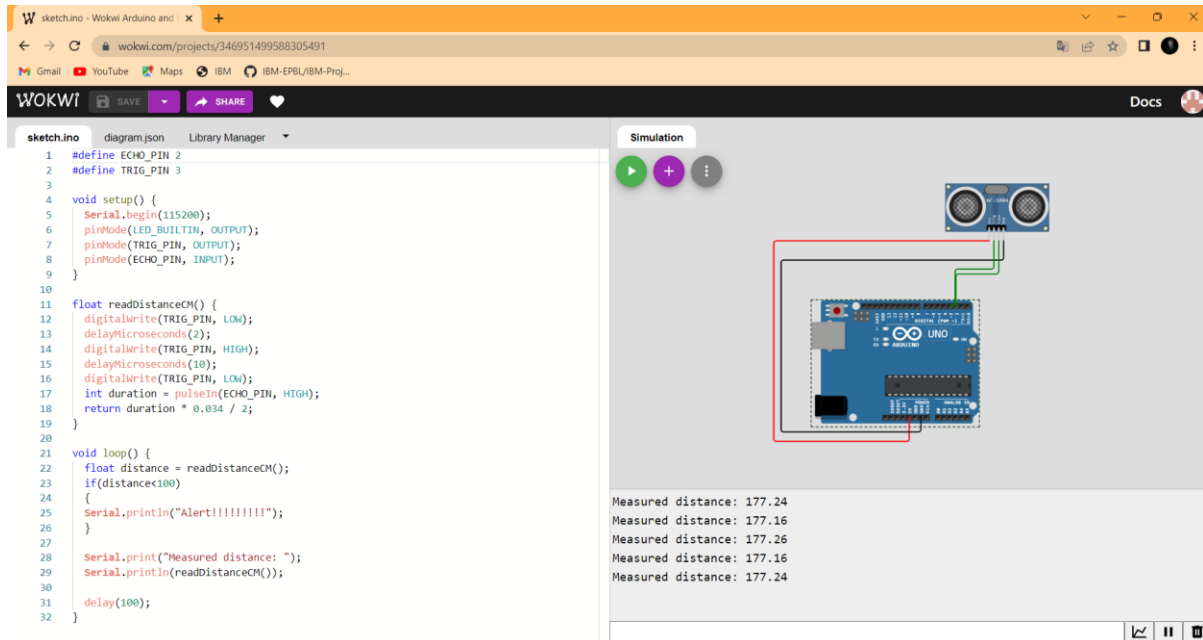 sketch.ino - Wokwi Arduino and
wokwi.com/projects/346951499588305491
Gmail YouTube Maps IBM IBM-EPBL/IBM-Proj...
WOKWi SAVE SHARE Docs
sketch.ino diagram.json Library Manager
Simulation
1 #define ECHO_PIN 2
2 #define TRIG_PIN 3
3
4 void setup() {
5 Serial.begin(115200);
6 pinMode(LED_BUILTIN, OUTPUT);
7 pinMode(TRIG_PIN, OUTPUT);
8 pinMode(ECHO_PIN, INPUT);
9 }
10
11 float readDistanceCM() {
12 digitalWrite(TRIG_PIN, LOW);
13 delayMicroseconds(2);
14 digitalWrite(TRIG_PIN, HIGH);
15 delayMicroseconds(10);
16 digitalWrite(TRIG_PIN, LOW);
17 int duration = pulseIn(ECHO_PIN, HIGH);
18 return duration * 0.034 / 2;
19 }
20
21 void loop() {
22 float distance = readDistanceCM();
23 if(distance<100)
24 {
25 Serial.println("Alert!!!!!!!!!");
26 }
27
28 Serial.print("Measured distance: ");
29 Serial.println(readDistanceCM());
30
31 delay(100);
32 }
UNO
ARDUINO
Measured distance: 177.24
Measured distance: 177.16
Measured distance: 177.26
Measured distance: 177.16
Measured distance: 177.24